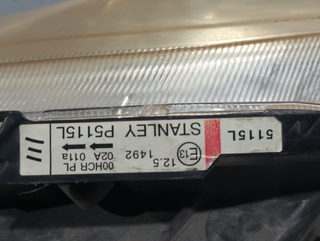 5115L
STANLEY P5115L
E13
12.5
1492
00HCR PL
02A 011a